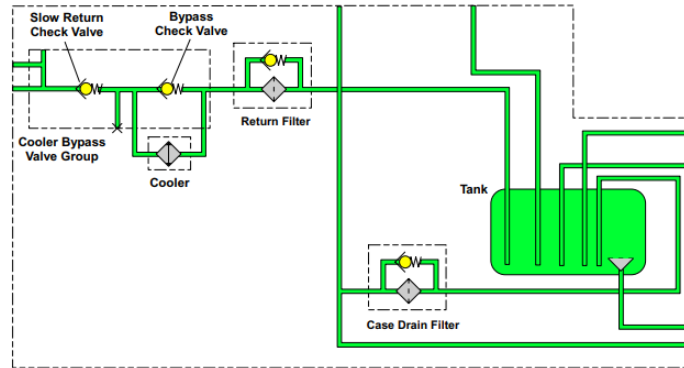 Slow Return
Check Valve
Bypass
Check Valve
Return Filter
Cooler Bypass
Valve Group
Cooler
Tank
Case Drain Filter